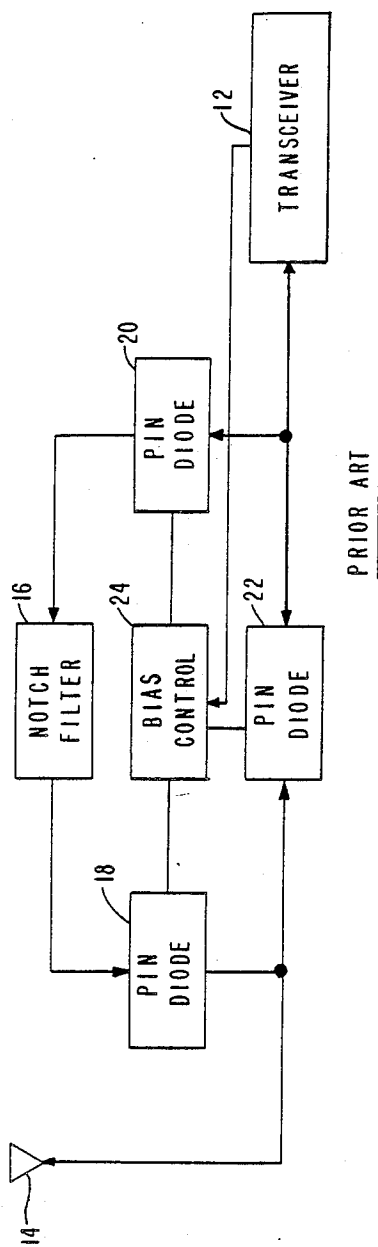 14
16
NOTCH
FILTER
18
PIN
DIODE
24
BIAS
CONTROL
20
PIN
DIODE
22
PIN
DIODE
12
TRANSCEIVER
PRIOR ART